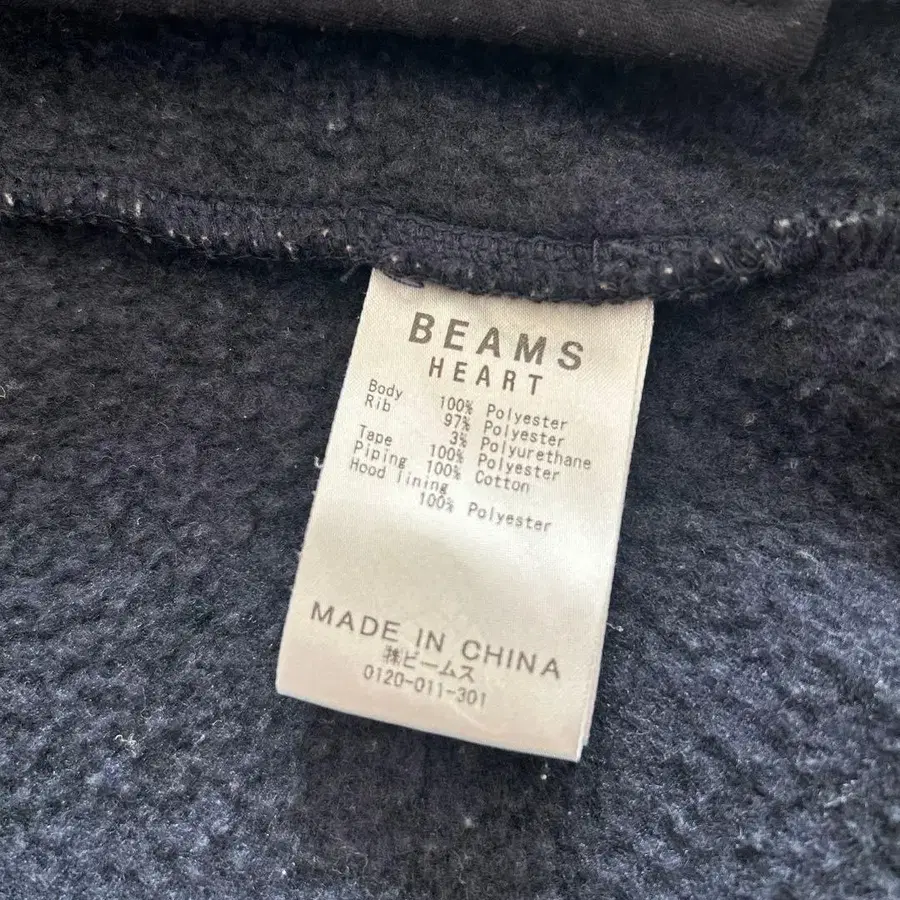 BEAMS
HEART
Body 100% Polyester
Rib 97% Polyester
3% Polyurethane
Tape 100% Polyester
Piping 100% Cotton
Hood lining
100% Polyester
MADE IN CHINA
㈱ビームス
0120-011-301